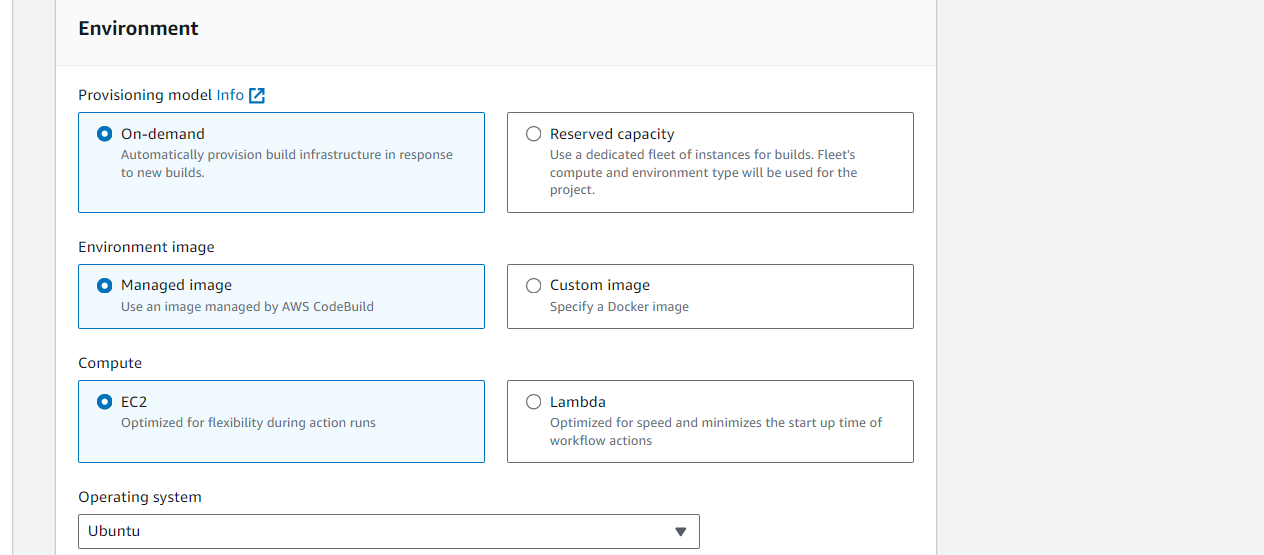 Environment
Provisioning model Info
On-demand
Automatically provision build infrastructure in response
to new builds.
Reserved capacity
Use a dedicated fleet of instances for builds. Fleet's
compute and environment type will be used for the
project.
Environment image
Managed image
Use an image managed by AWS CodeBuild
Custom image
Specify a Docker image
Compute
EC2
Optimized for flexibility during action runs
Lambda
Optimized for speed and minimizes the start up time of
workflow actions
Operating system
Ubuntu